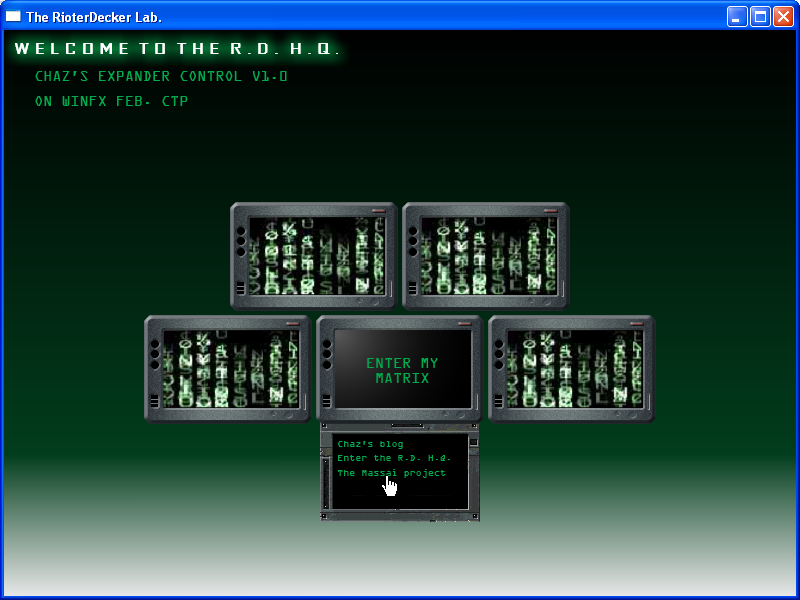 The RioterDecker Lab.
WELCOME TO THE R.D. H.Q.
CHAZ'S EXPANDER CONTROL V1.0
ON WINFX FEB. CTP
ENTER MY
MATRIX
Chaz's blog
Enter the R.D. H.Q.
The Massai project